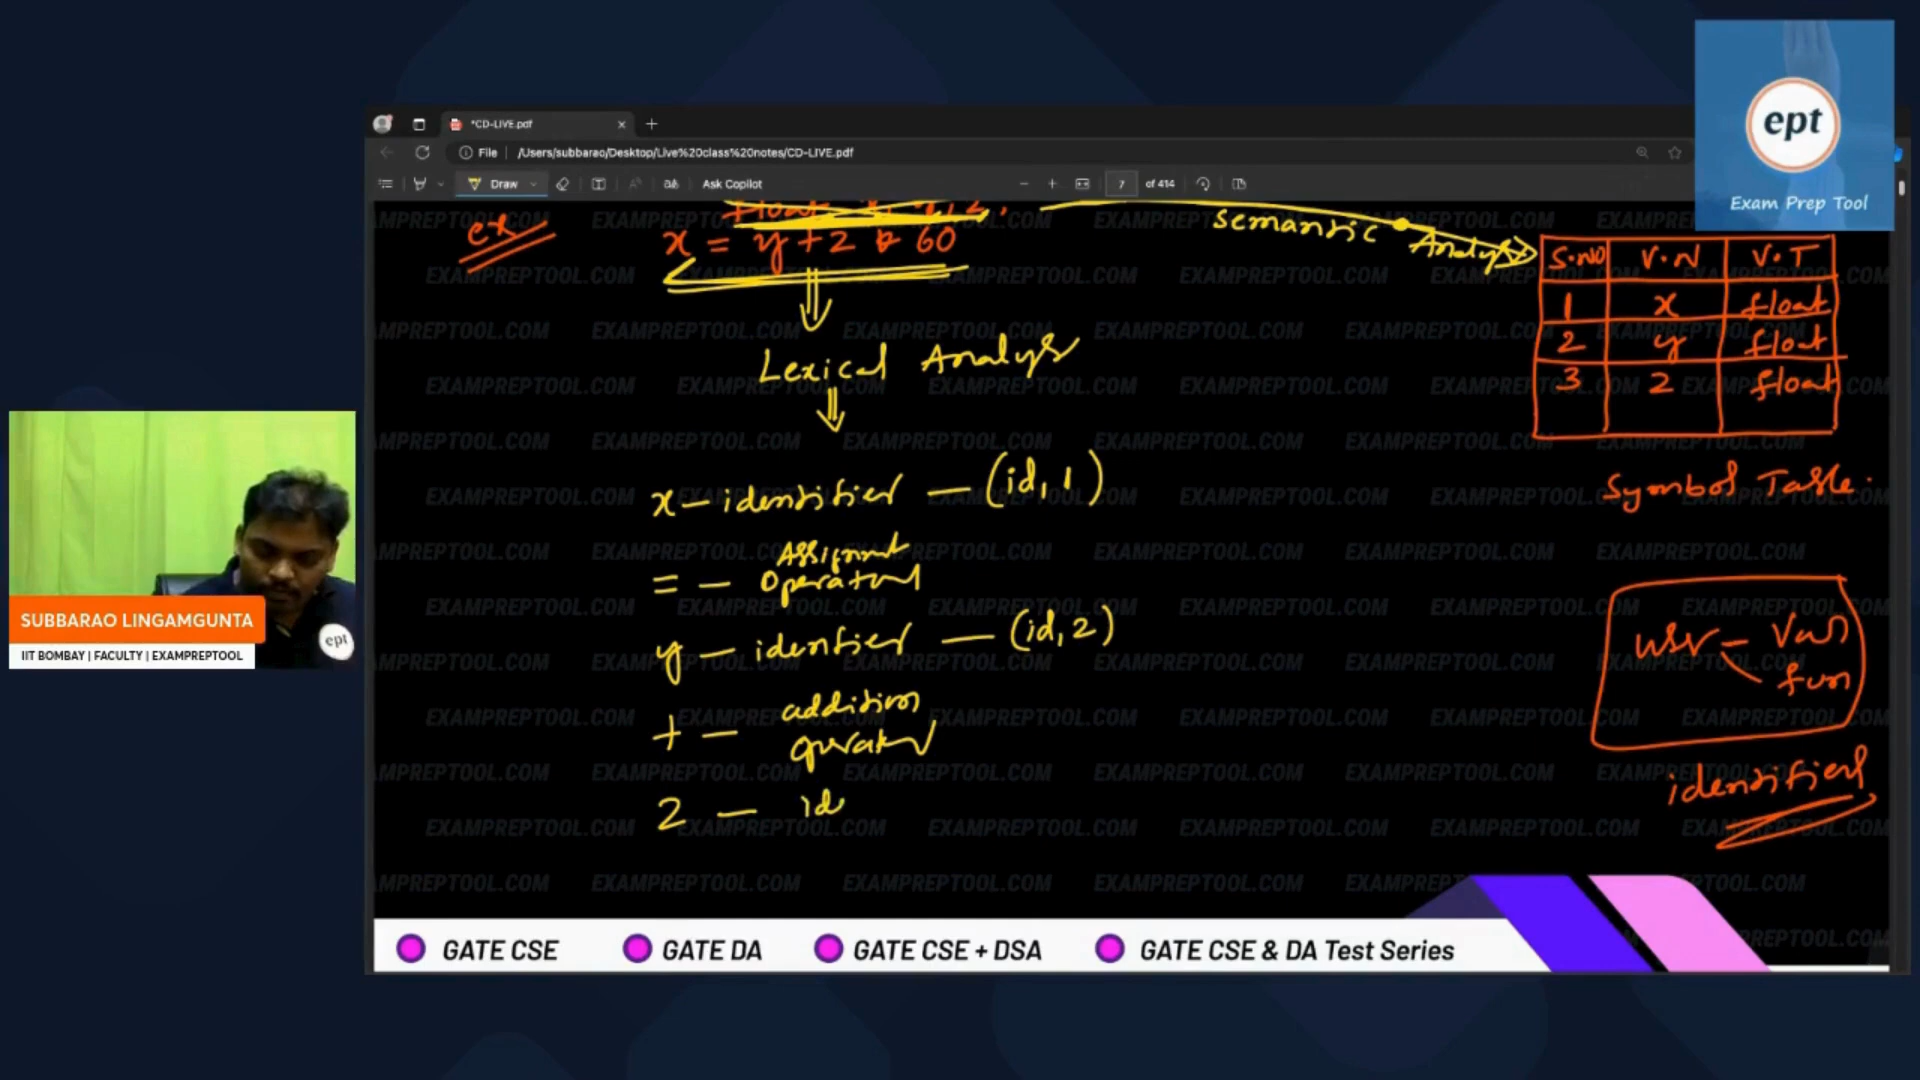 ept
Exam Prep Tool
*CD-LIVE.pdf
File | /Users/subbarao/Desktop/Live%20class%20notes/CD-LIVE.pdf
Draw
Ask Copilot
7 of 414
ex
float x, y, z;
x = y + z * 60
Semantic Analysis
S.NO V.N V.T
1 x float
2 y float
3 z float
Symbol Table.
Lexical Analysis
x - identifier - (id, 1)
= - Assignment
operator
y - identifier - (id, 2)
+ - addition
operator
z - id
usr - Var
fun
identifier
SUBBARAO LINGAMGUNTA
IIT BOMBAY | FACULTY | EXAMPREPTOOL
ept
EXAMPREPTOOL.COM
GATE CSE
GATE DA
GATE CSE + DSA
GATE CSE & DA Test Series